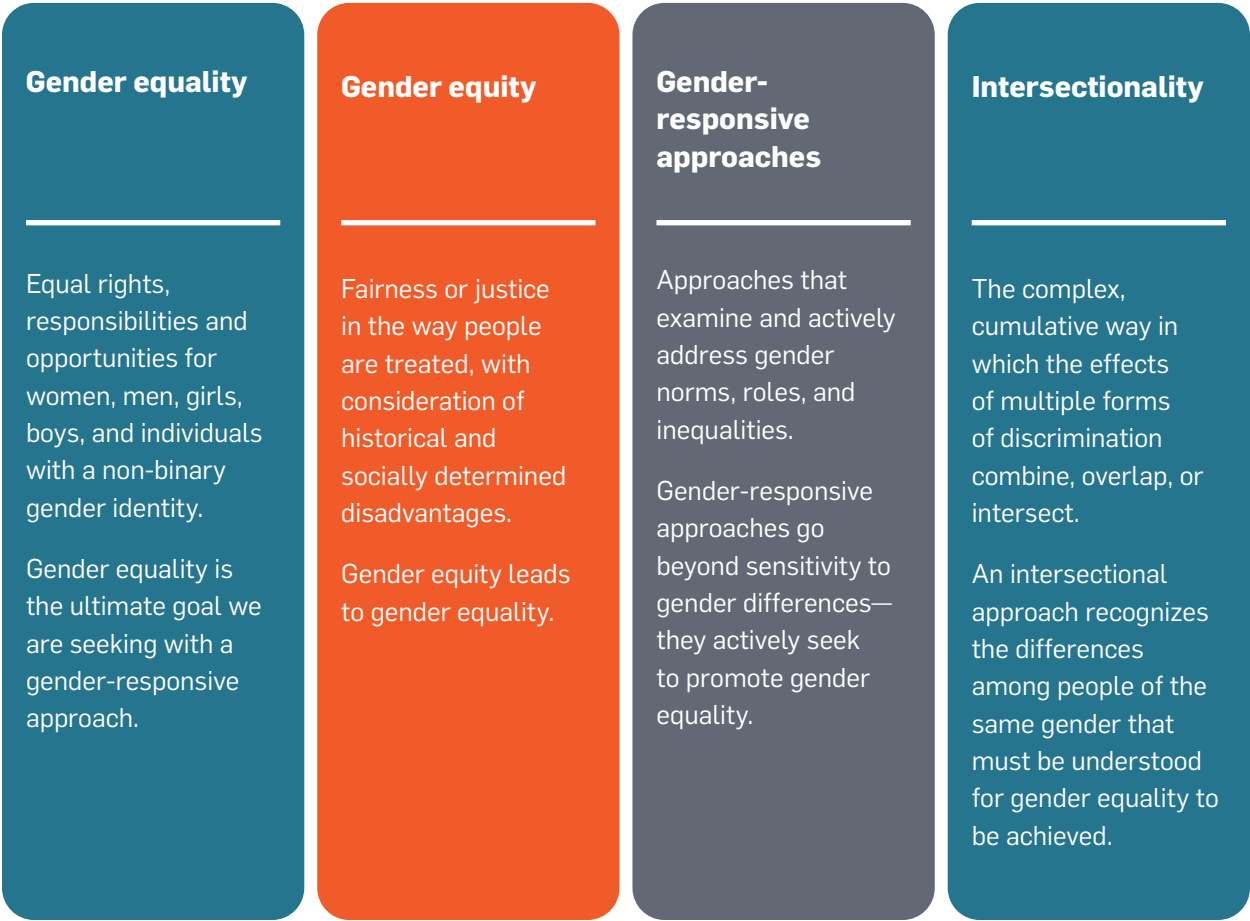 Gender equality
Equal rights,
responsibilities and
opportunities for
women, men, girls,
boys, and individuals
with a non-binary
gender identity.
Gender equality is
the ultimate goal we
are seeking with a
gender-responsive
approach.
Gender equity
Fairness or justice
in the way people
are treated, with
consideration of
historical and
socially determined
disadvantages.
Gender equity leads
to gender equality.
Gender-
responsive
approaches
Approaches that
examine and actively
address gender
norms, roles, and
inequalities.
Gender-responsive
approaches go
beyond sensitivity to
gender differences—
they actively seek
to promote gender
equality.
Intersectionality
The complex,
cumulative way in
which the effects
of multiple forms
of discrimination
combine, overlap, or
intersect.
An intersectional
approach recognizes
the differences
among people of the
same gender that
must be understood
for gender equality to
be achieved.